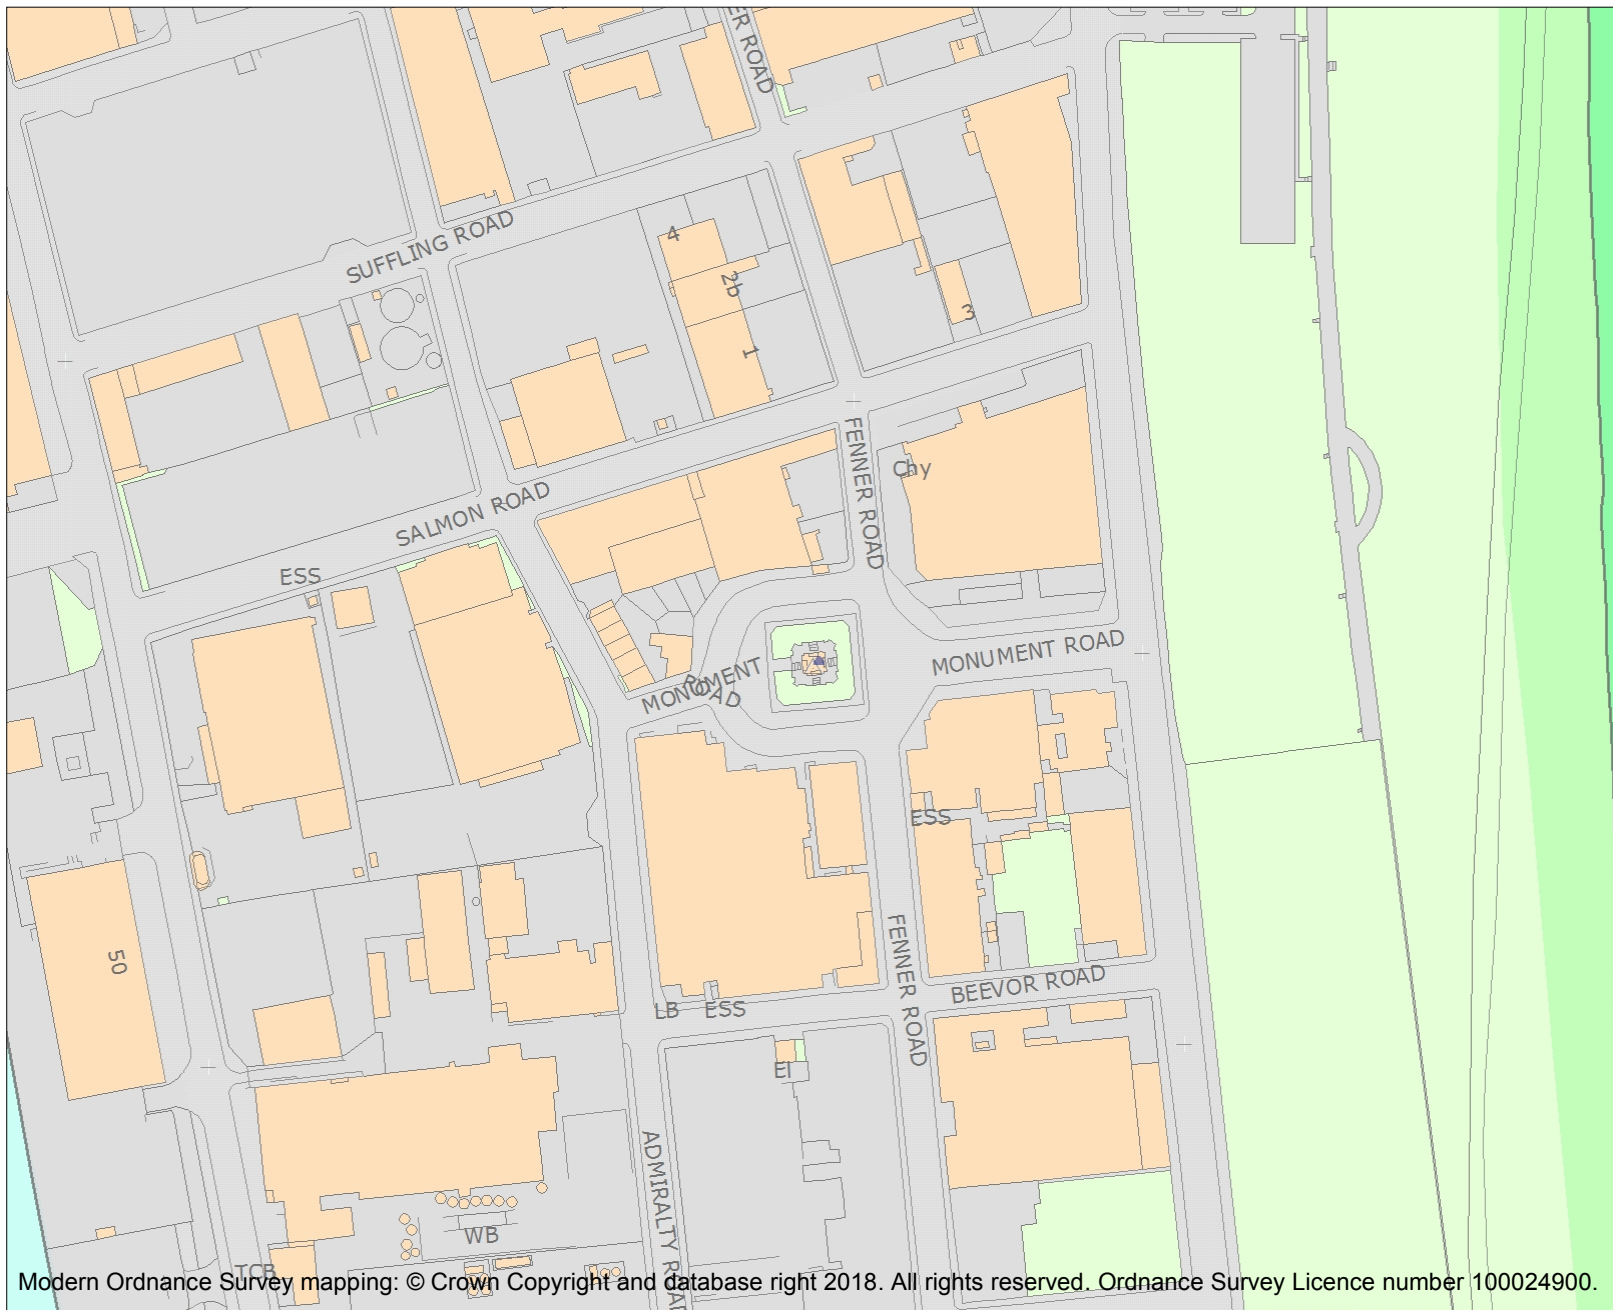 ER ROAD
SUFFLING ROAD
4
2b
1
3
FENNER ROAD
Chy
SALMON ROAD
ESS
MONUMENT ROAD
MONUMENT
ROAD
ESS
50
FENNER ROAD
BEEVOR ROAD
LB
ESS
El
ADMIRALTY ROAD
WB
TCB
Modern Ordnance Survey mapping: © Crown Copyright and database right 2018. All rights reserved. Ordnance Survey Licence number 100024900.